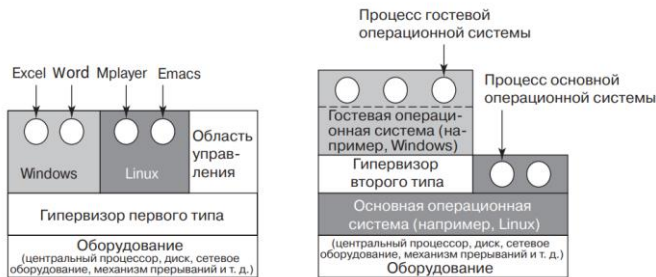 Excel Word Mplayer Emacs
Windows
Linux
Область
управ-
ления
Гипервизор первого типа
Оборудование
(центральный процессор, диск, сетевое
оборудование, механизм прерываний и т. д.)
Процесс гостевой
операционной системы
Процесс основной
операционной системы
Гостевая операци-
онная система (на-
пример, Windows)
Гипервизор
второго типа
Основная операционная
система (например, Linux)
(центральный процессор, диск, сетевое
оборудование, механизм прерываний и т. д.)
Оборудование